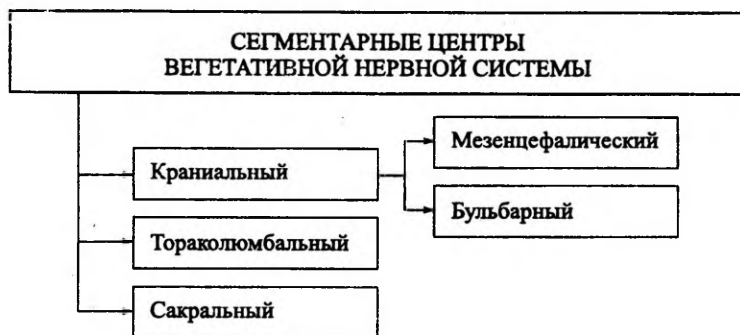 СЕГМЕНТАРНЫЕ ЦЕНТРЫ
ВЕГЕТАТИВНОЙ НЕРВНОЙ СИСТЕМЫ
Краниальный
Мезенцефалический
Бульбарный
Тораколюмбальный
Сакральный